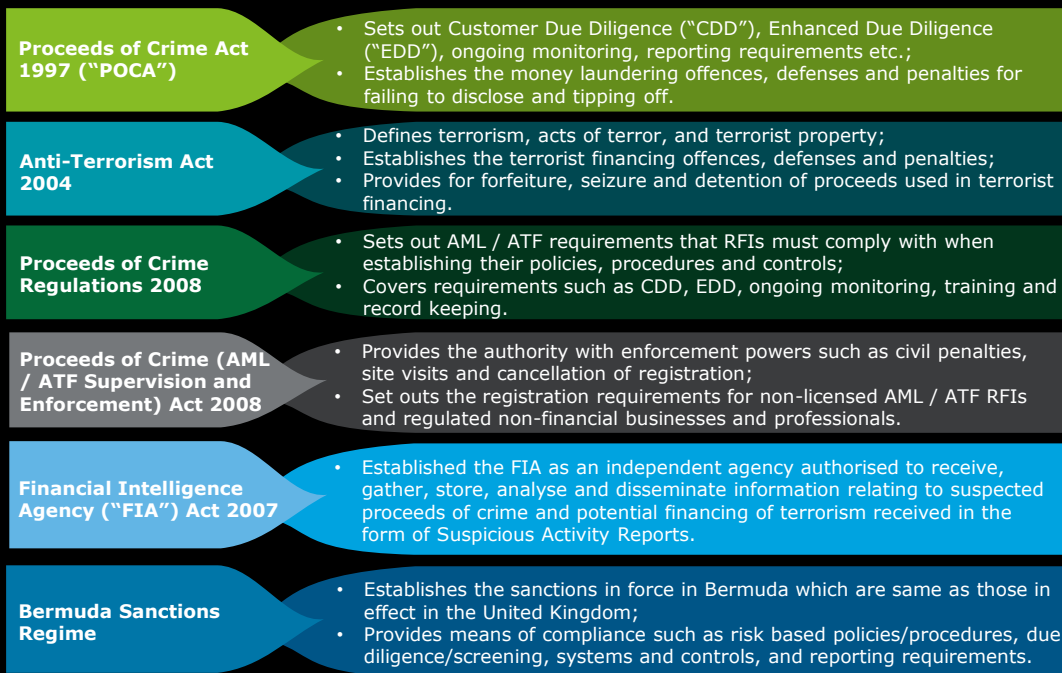 Proceeds of Crime Act
1997 (“POCA”)
• Sets out Customer Due Diligence (“CDD”), Enhanced Due Diligence
(“EDD”), ongoing monitoring, reporting requirements etc.;
• Establishes the money laundering offences, defenses and penalties for
failing to disclose and tipping off.
Anti-Terrorism Act
2004
• Defines terrorism, acts of terror, and terrorist property;
• Establishes the terrorist financing offences, defenses and penalties;
• Provides for forfeiture, seizure and detention of proceeds used in terrorist
financing.
Proceeds of Crime
Regulations 2008
• Sets out AML / ATF requirements that RFIs must comply with when
establishing their policies, procedures and controls;
• Covers requirements such as CDD, EDD, ongoing monitoring, training and
record keeping.
Proceeds of Crime (AML
/ ATF Supervision and
Enforcement) Act 2008
• Provides the authority with enforcement powers such as civil penalties,
site visits and cancellation of registration;
• Set outs the registration requirements for non-licensed AML / ATF RFIs
and regulated non-financial businesses and professionals.
Financial Intelligence
Agency (“FIA”) Act 2007
• Established the FIA as an independent agency authorised to receive,
gather, store, analyse and disseminate information relating to suspected
proceeds of crime and potential financing of terrorism received in the
form of Suspicious Activity Reports.
Bermuda Sanctions
Regime
• Establishes the sanctions in force in Bermuda which are same as those in
effect in the United Kingdom;
• Provides means of compliance such as risk based policies/procedures, due
diligence/screening, systems and controls, and reporting requirements.